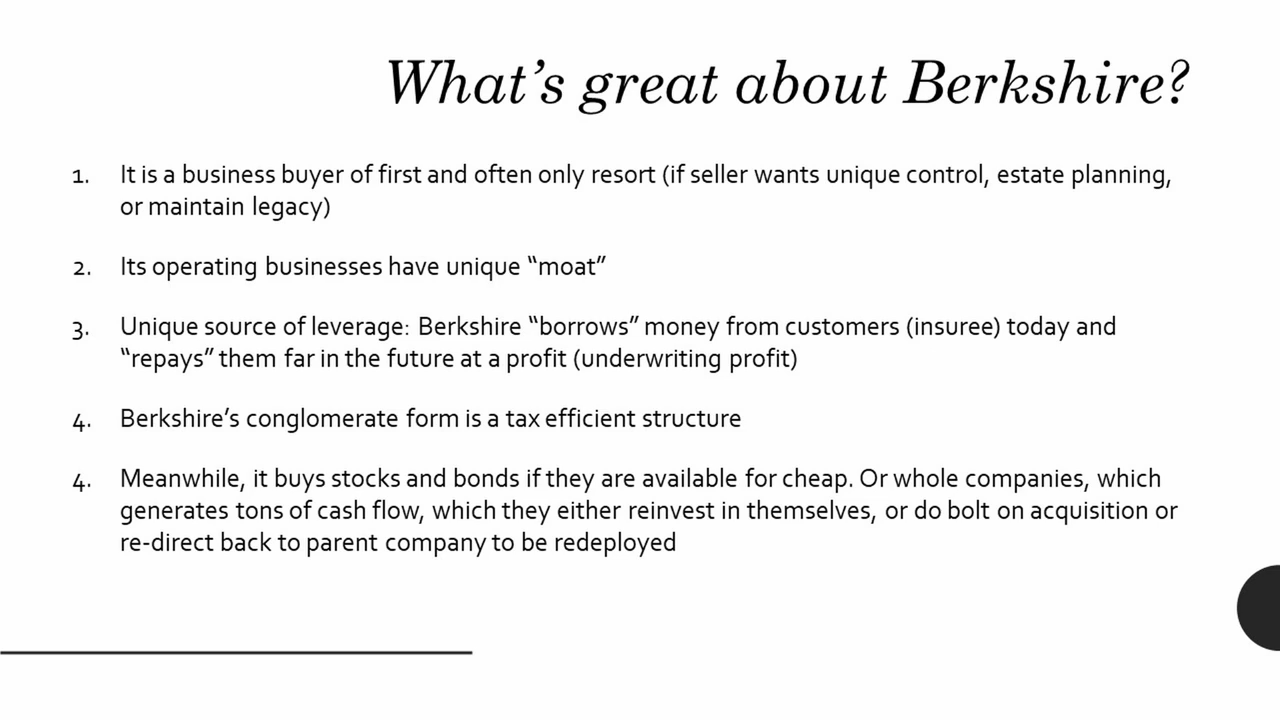 What’s great about Berkshire?
1. It is a business buyer of first and often only resort (if seller wants unique control, estate planning,
or maintain legacy)
2. Its operating businesses have unique “moat”
3. Unique source of leverage: Berkshire “borrows” money from customers (insuree) today and
“repays” them far in the future at a profit (underwriting profit)
4. Berkshire’s conglomerate form is a tax efficient structure
4. Meanwhile, it buys stocks and bonds if they are available for cheap. Or whole companies, which
generates tons of cash flow, which they either reinvest in themselves, or do bolt on acquisition or
re-direct back to parent company to be redeployed